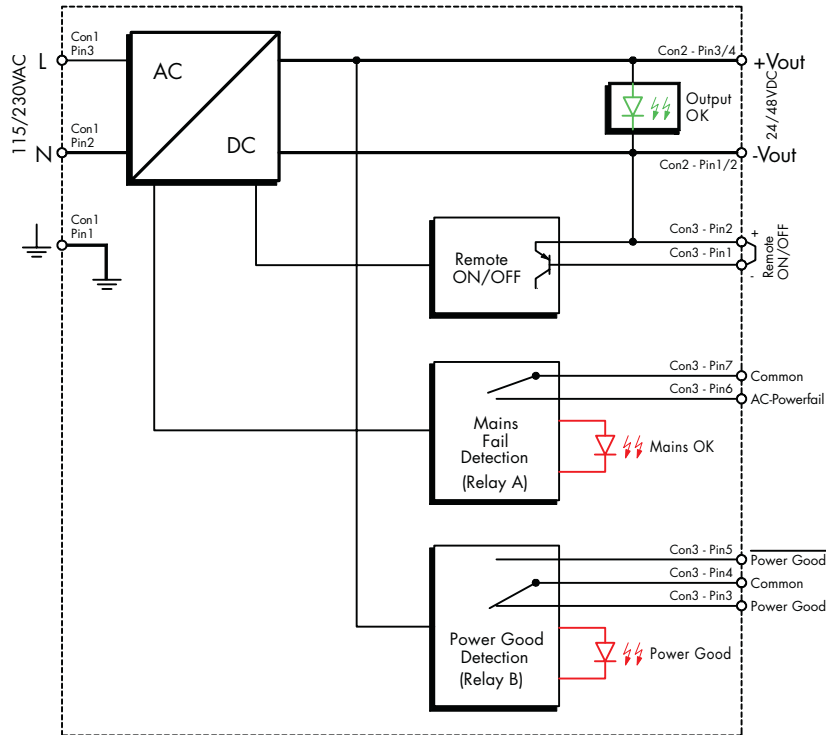 115/230VAC
L
Con1
Pin3
N
Con1
Pin2
Con1
Pin1
AC
DC
Con2 - Pin3/4
+Vout
Output
OK
24/48VDC
-Vout
Con2 - Pin1/2
Remote
ON/OFF
Con3 - Pin2
+
Con3 - Pin1
-
Remote
ON/OFF
Mains
Fail
Detection
(Relay A)
Con3 - Pin7
Common
Con3 - Pin6
AC-Powerfail
Mains OK
Power Good
Detection
(Relay B)
Con3 - Pin5
Power Good
Con3 - Pin4
Common
Con3 - Pin3
Power Good
Power Good